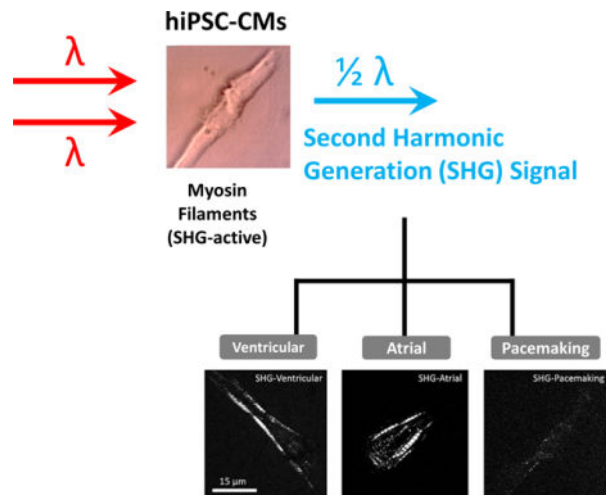 hiPSC-CMs
λ
λ
½ λ
Second Harmonic
Generation (SHG) Signal
Myosin
Filaments
(SHG-active)
Ventricular
Atrial
Pacemaking
SHG-Ventricular
SHG-Atrial
SHG-Pacemaking
15 µm